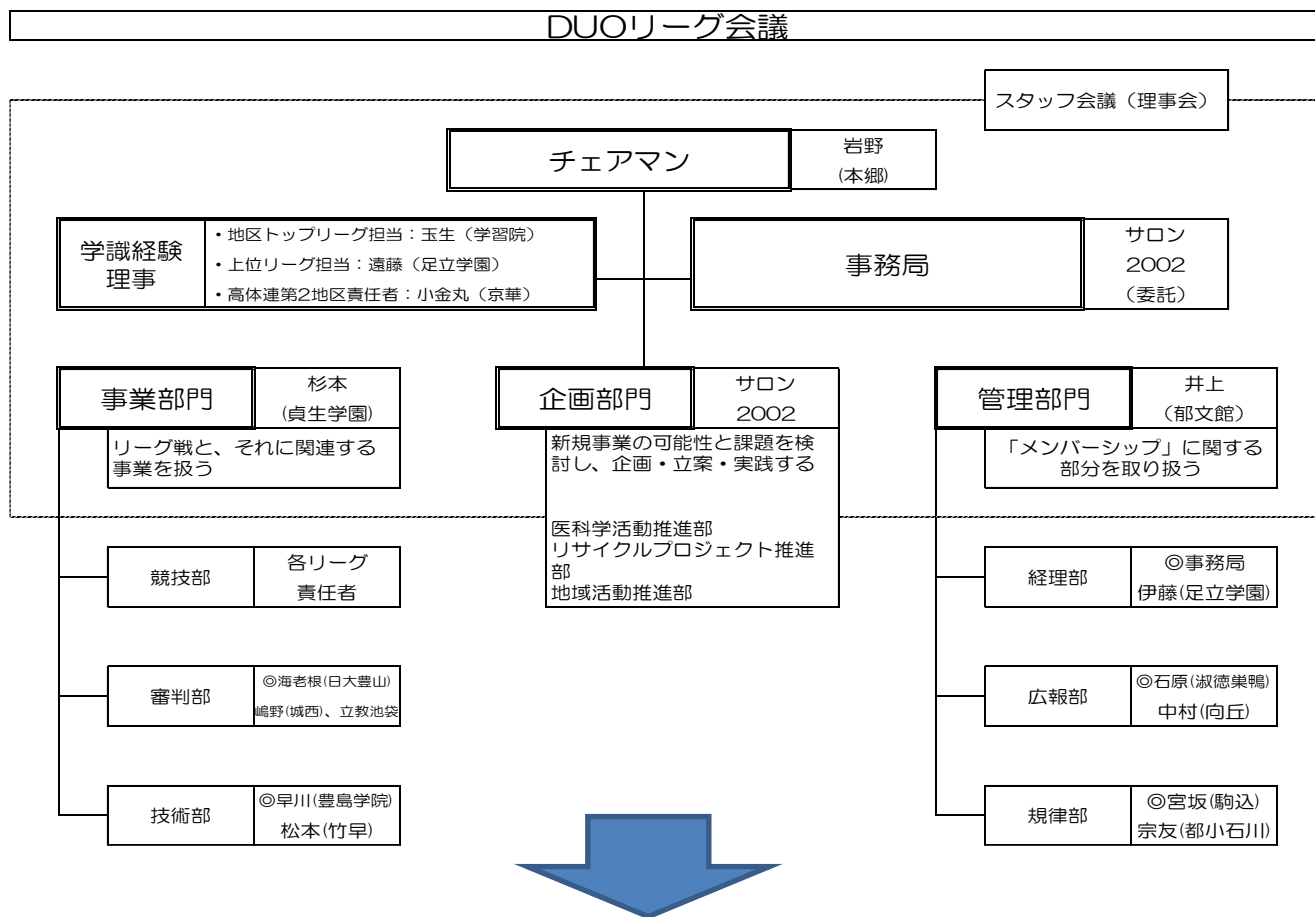 DUOリーグ会議
スタッフ会議（理事会）
チェアマン
岩野
(本郷)
学識経験
理事
・地区トップリーグ担当：玉生（学習院）
・上位リーグ担当：遠藤（足立学園）
・高体連第2地区責任者：小金丸（京華）
事務局
サロン
2002
（委託）
事業部門
杉本
(貞生学園)
リーグ戦と、それに関連する
事業を扱う
企画部門
サロン
2002
新規事業の可能性と課題を検
討し、企画・立案・実践する
医科学活動推進部
リサイクルプロジェクト推進
部
地域活動推進部
管理部門
井上
（郁文館）
「メンバーシップ」に関する
部分を取り扱う
競技部
各リーグ
責任者
審判部
◎海老根(日大豊山)
嶋野(城西)、立教池袋
技術部
◎早川(豊島学院)
松本(竹早)
経理部
◎事務局
伊藤(足立学園)
広報部
◎石原(淑徳巣鴨)
中村(向丘)
規律部
◎宮坂(駒込)
宗友(都小石川)